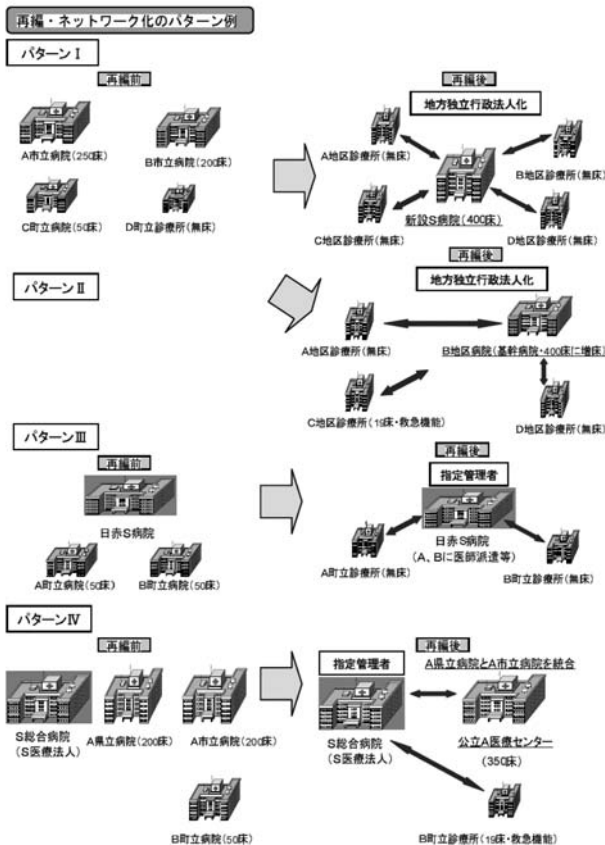 再編・ネットワーク化のパターン例
パターンⅠ
再編前
A市立病院(250床)
B市立病院(200床)
C町立病院(50床)
D町立診療所(無床)
再編後
地方独立行政法人化
A地区診療所(無床)
B地区診療所(無床)
新設S病院(400床)
C地区診療所(無床)
D地区診療所(無床)
パターンⅡ
再編後
地方独立行政法人化
A地区診療所(無床)
B地区病院(基幹病院・400床に増床)
C地区診療所(19床・救急機能)
D地区診療所(無床)
パターンⅢ
再編前
日赤S病院
A町立病院(50床)
B町立病院(50床)
再編後
指定管理者
日赤S病院
(A、Bに医師派遣等)
A町立診療所(無床)
B町立診療所(無床)
パターンⅣ
再編前
S総合病院
(S医療法人)
A県立病院(200床)
A市立病院(200床)
B町立病院(50床)
再編後
指定管理者
A県立病院とA市立病院を統合
S総合病院
(S医療法人)
公立A医療センター
(350床)
B町立診療所(19床・救急機能)